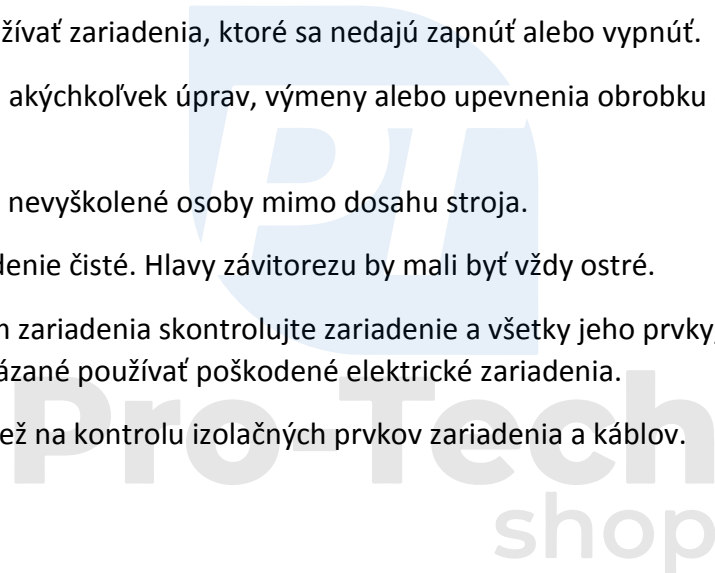 žívať zariadenia, ktoré sa nedajú zapnúť alebo vypnúť.
akýchkoľvek úprav, výmeny alebo upevnenia obrobku
nevyškolené osoby mimo dosahu stroja.
denie čisté. Hlavy závitorezu by mali byť vždy ostré.
zariadenia skontrolujte zariadenie a všetky jeho prvky,
ázané používať poškodené elektrické zariadenia.
ež na kontrolu izolačných prvkov zariadenia a káblov.
PT
Pro-Tech
shop